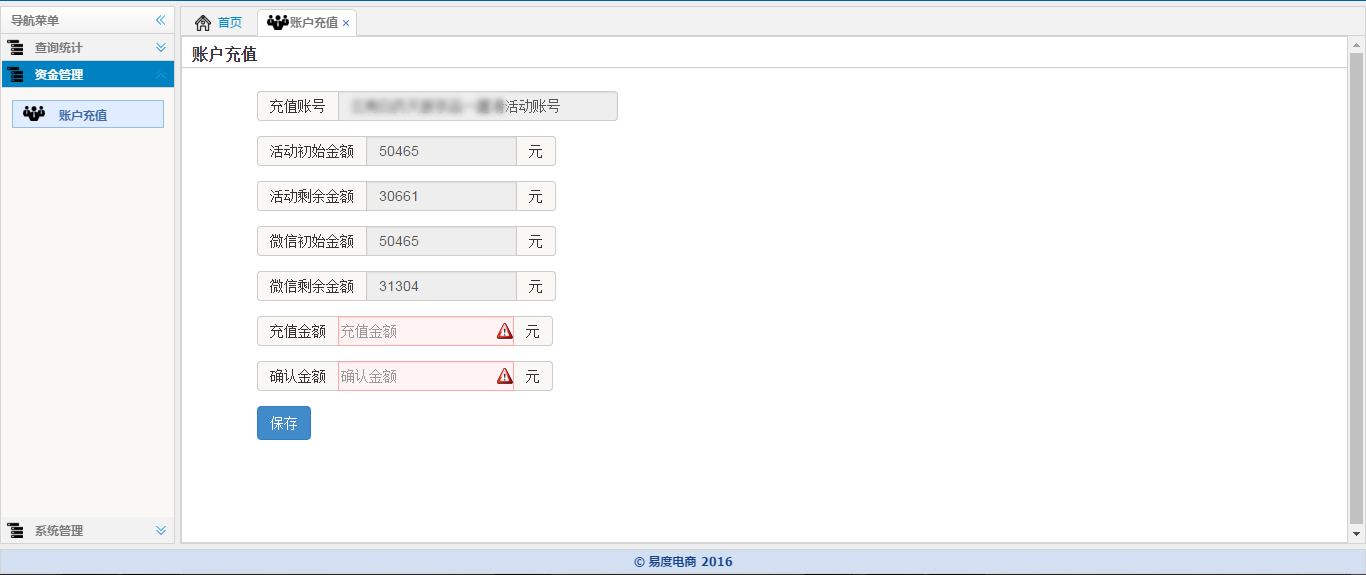 导航菜单
查询统计
资金管理
账户充值
系统管理
首页 账户充值 ×
账户充值
充值账号 活动账号
活动初始金额 50465 元
活动剩余金额 30661 元
微信初始金额 50465 元
微信剩余金额 31304 元
充值金额 充值金额 元
确认金额 确认金额 元
保存
© 易度电商 2016